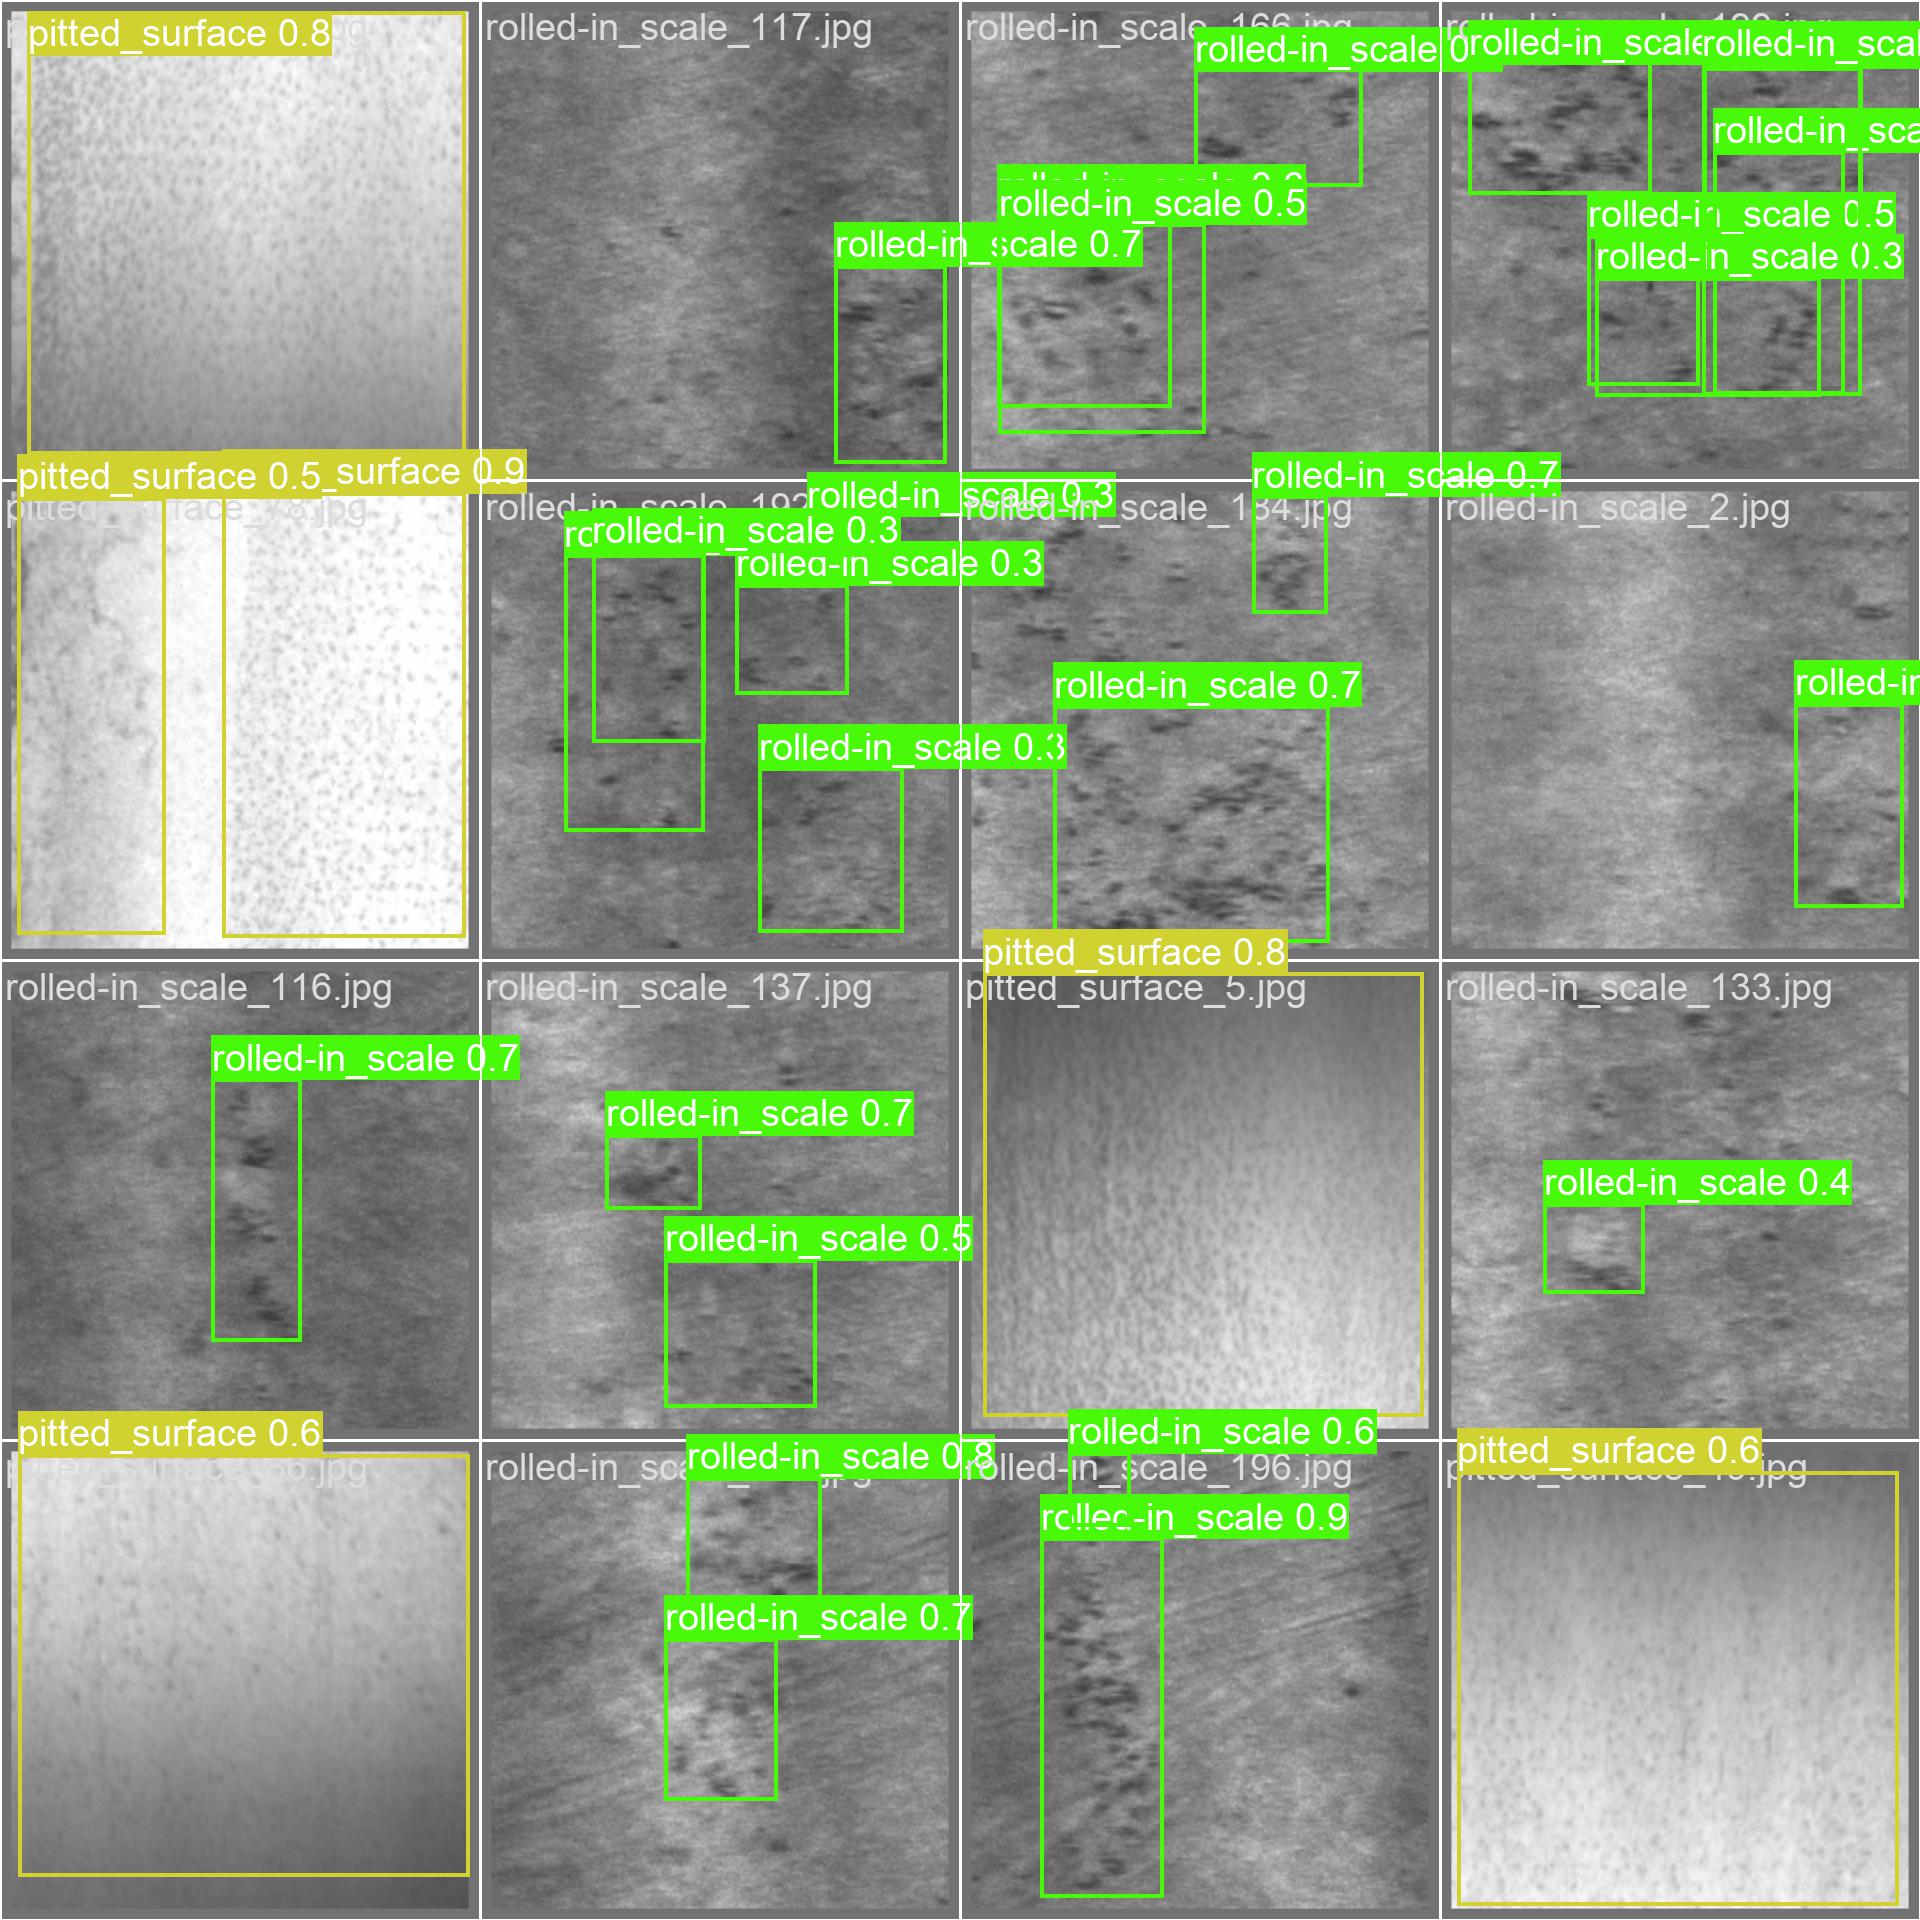 pitted_surface 0.8
rolled-in_scale_117.jpg
rolled-in_scale_166.jpg
rolled-in_scale
rolled-in_scale
rolled-in_scale 0.5
rolled-in_scale 0.7
rolled-in_scale
rolled-in_scale 0.5
rolled-in_scale 0.3
pitted_surface 0.5
surface 0.9
rolled-in_scale 0.3
rolled-in_scale 0.3
rolled-in_scale 0.3
rolled-in_scale 0.3
rolled-in_scale 0.7
rolled-in_scale_184.jpg
rolled-in_scale_2.jpg
rolled-in_scale 0.7
rolled-in_scale_116.jpg
rolled-in_scale 0.7
rolled-in_scale_137.jpg
rolled-in_scale 0.7
rolled-in_scale 0.5
pitted_surface 0.8
pitted_surface_5.jpg
rolled-in_scale_133.jpg
rolled-in_scale 0.4
pitted_surface 0.6
rolled-in_scale 0.8
rolled-in_scale 0.7
rolled-in_scale 0.6
rolled-in_scale_196.jpg
rolled-in_scale 0.9
pitted_surface 0.6